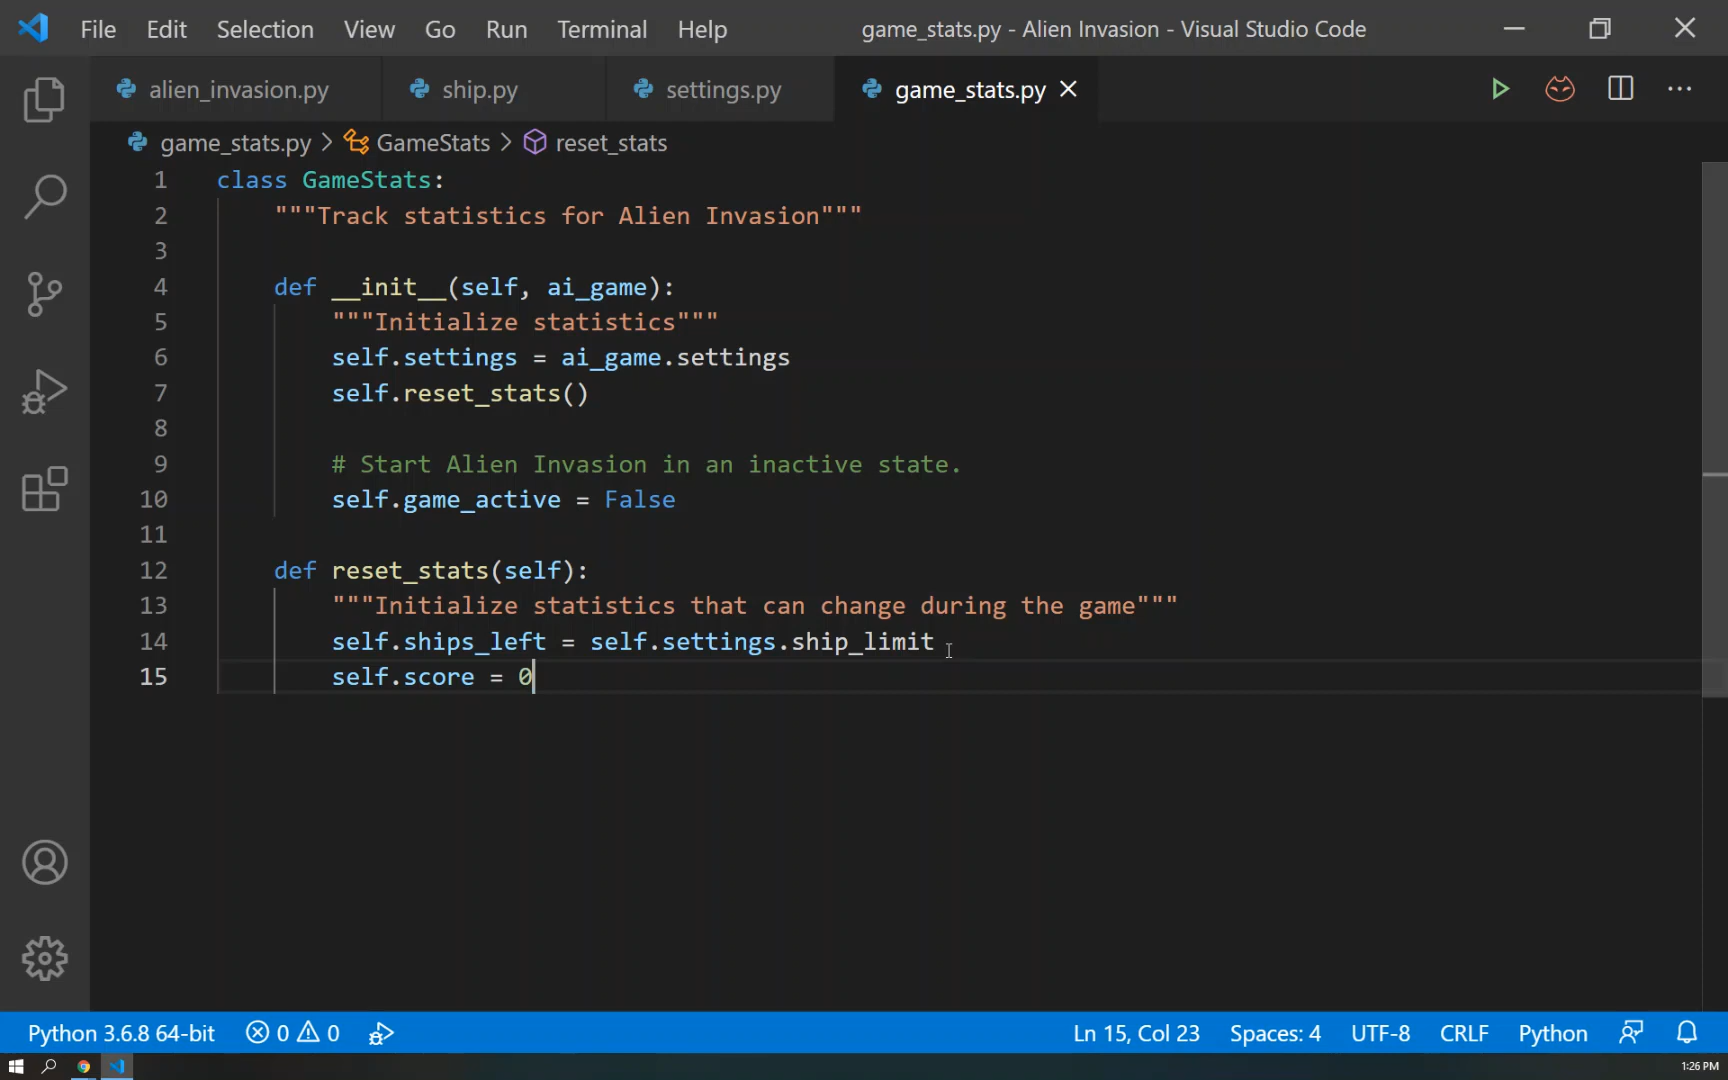 File Edit Selection View Go Run Terminal Help game_stats.py - Alien Invasion - Visual Studio Code
alien_invasion.py ship.py settings.py game_stats.py
game_stats.py > GameStats > reset_stats
1 class GameStats:
2 """Track statistics for Alien Invasion"""
3
4 def __init__(self, ai_game):
5 """Initialize statistics"""
6 self.settings = ai_game.settings
7 self.reset_stats()
8
9 # Start Alien Invasion in an inactive state.
10 self.game_active = False
11
12 def reset_stats(self):
13 """Initialize statistics that can change during the game"""
14 self.ships_left = self.settings.ship_limit
15 self.score = 0
Python 3.6.8 64-bit 0 0 Ln 15, Col 23 Spaces: 4 UTF-8 CRLF Python
1:26 PM